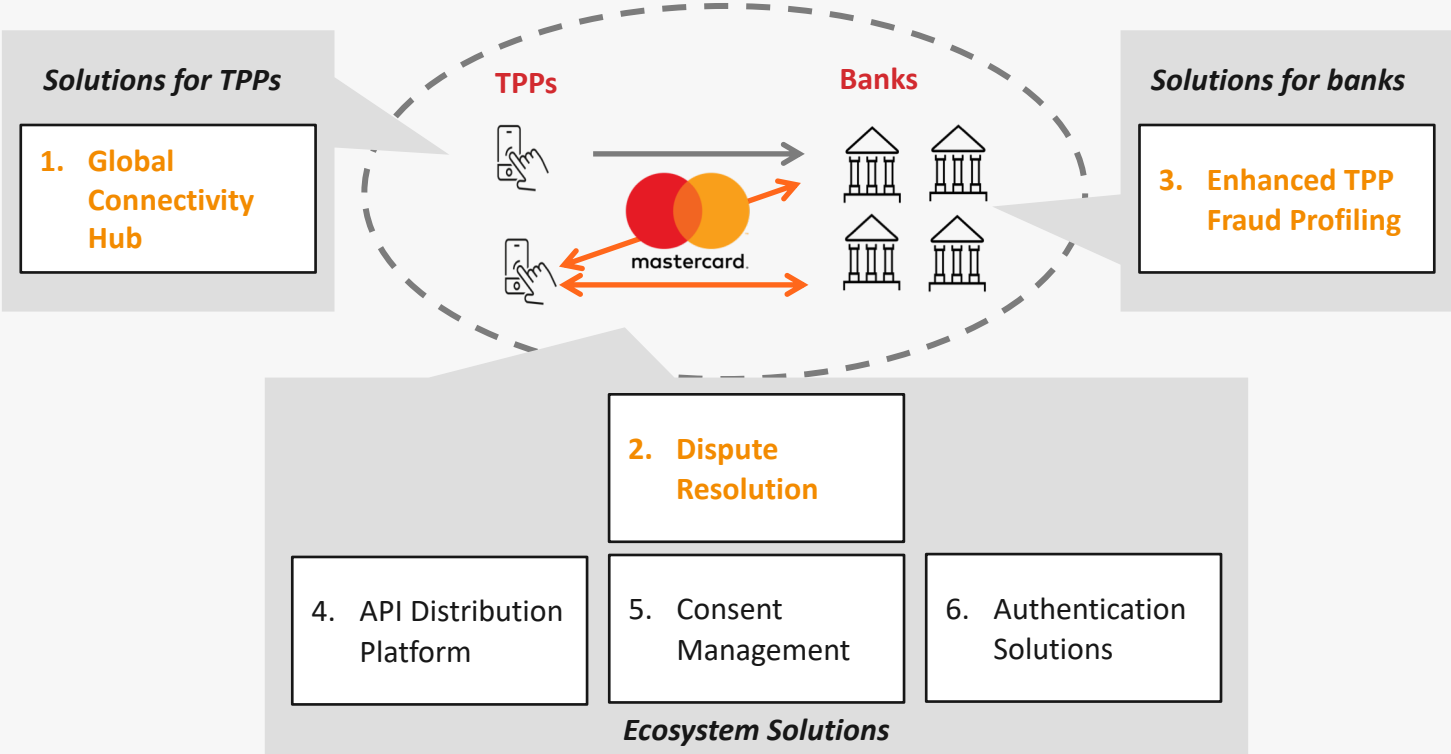 Solutions for TPPs
1. Global
Connectivity
Hub
TPPs
Banks
mastercard.
Solutions for banks
3. Enhanced TPP
Fraud Profiling
2. Dispute
Resolution
4. API Distribution
Platform
5. Consent
Management
6. Authentication
Solutions
Ecosystem Solutions